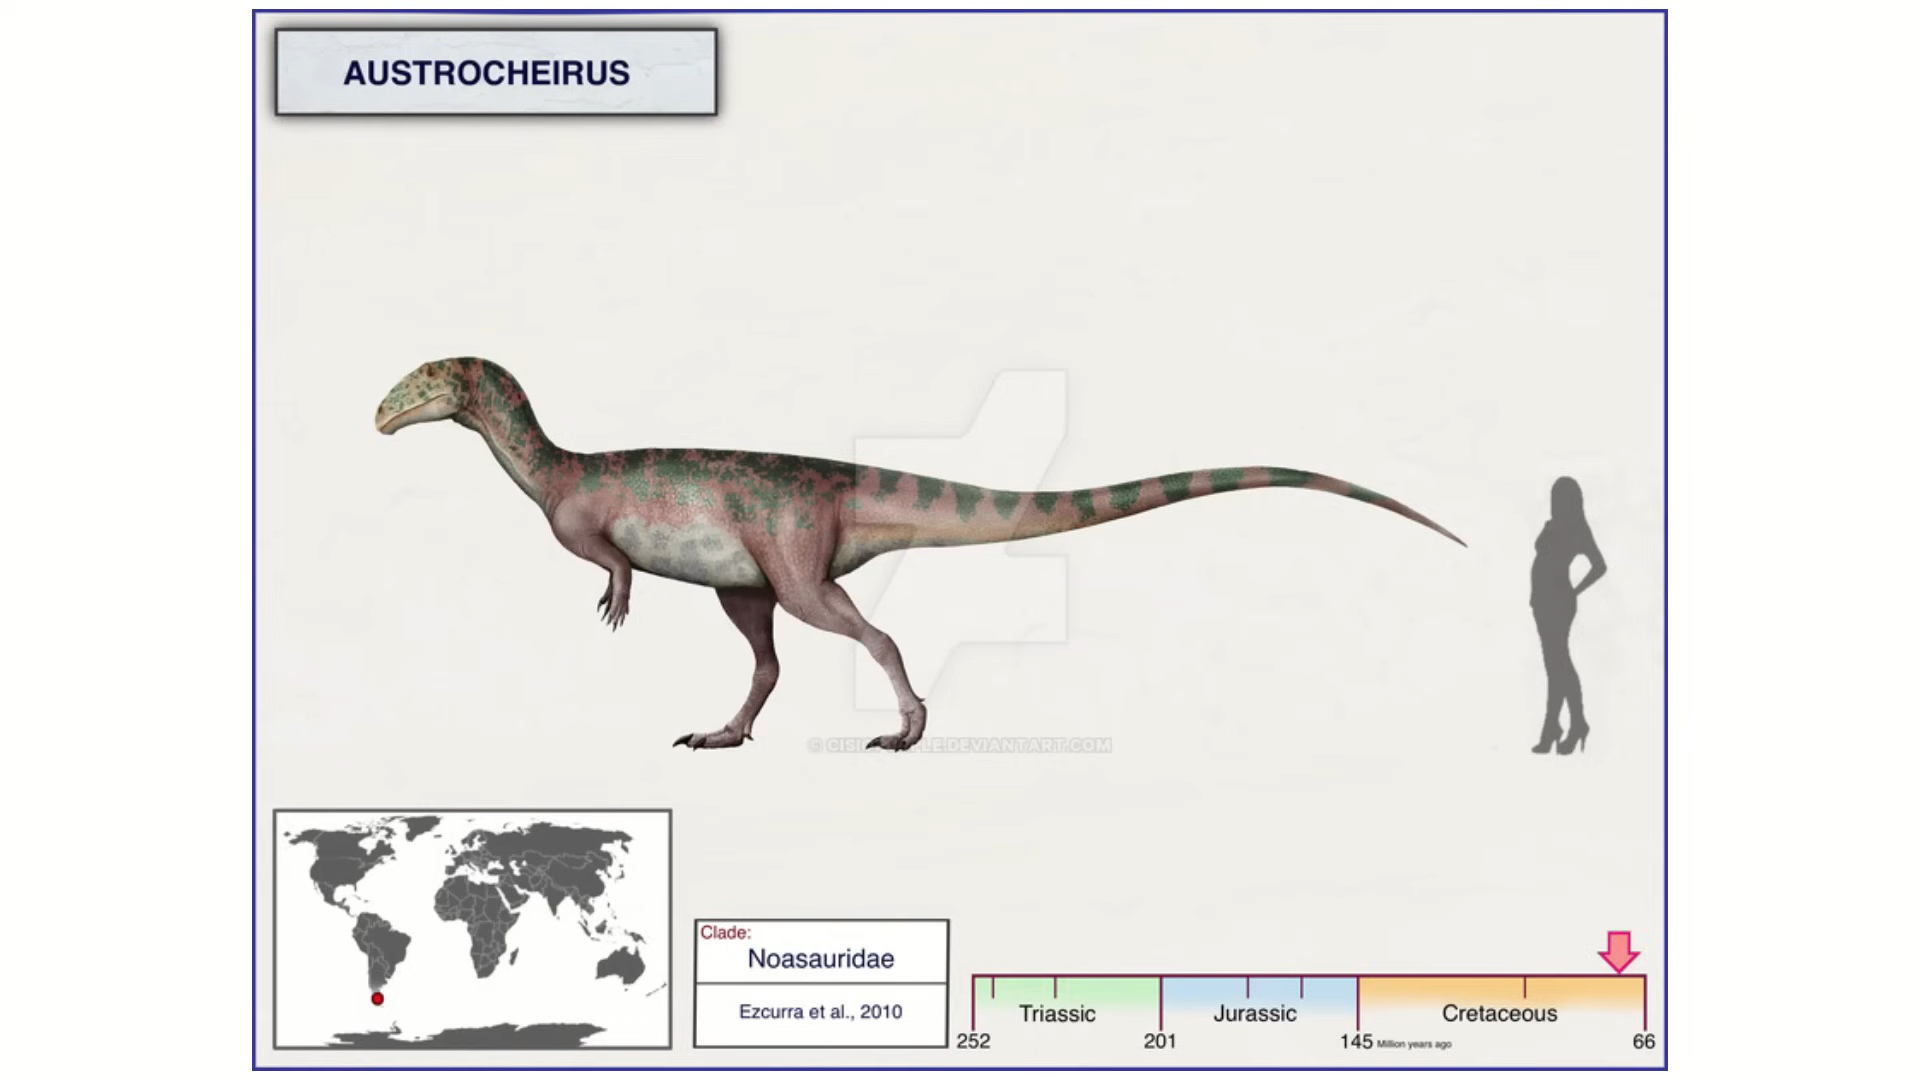 AUSTROCHEIRUS
Clade:
Noasauridae
Ezcurra et al., 2010
Triassic
Jurassic
Cretaceous
252
201
145
Million years ago
66